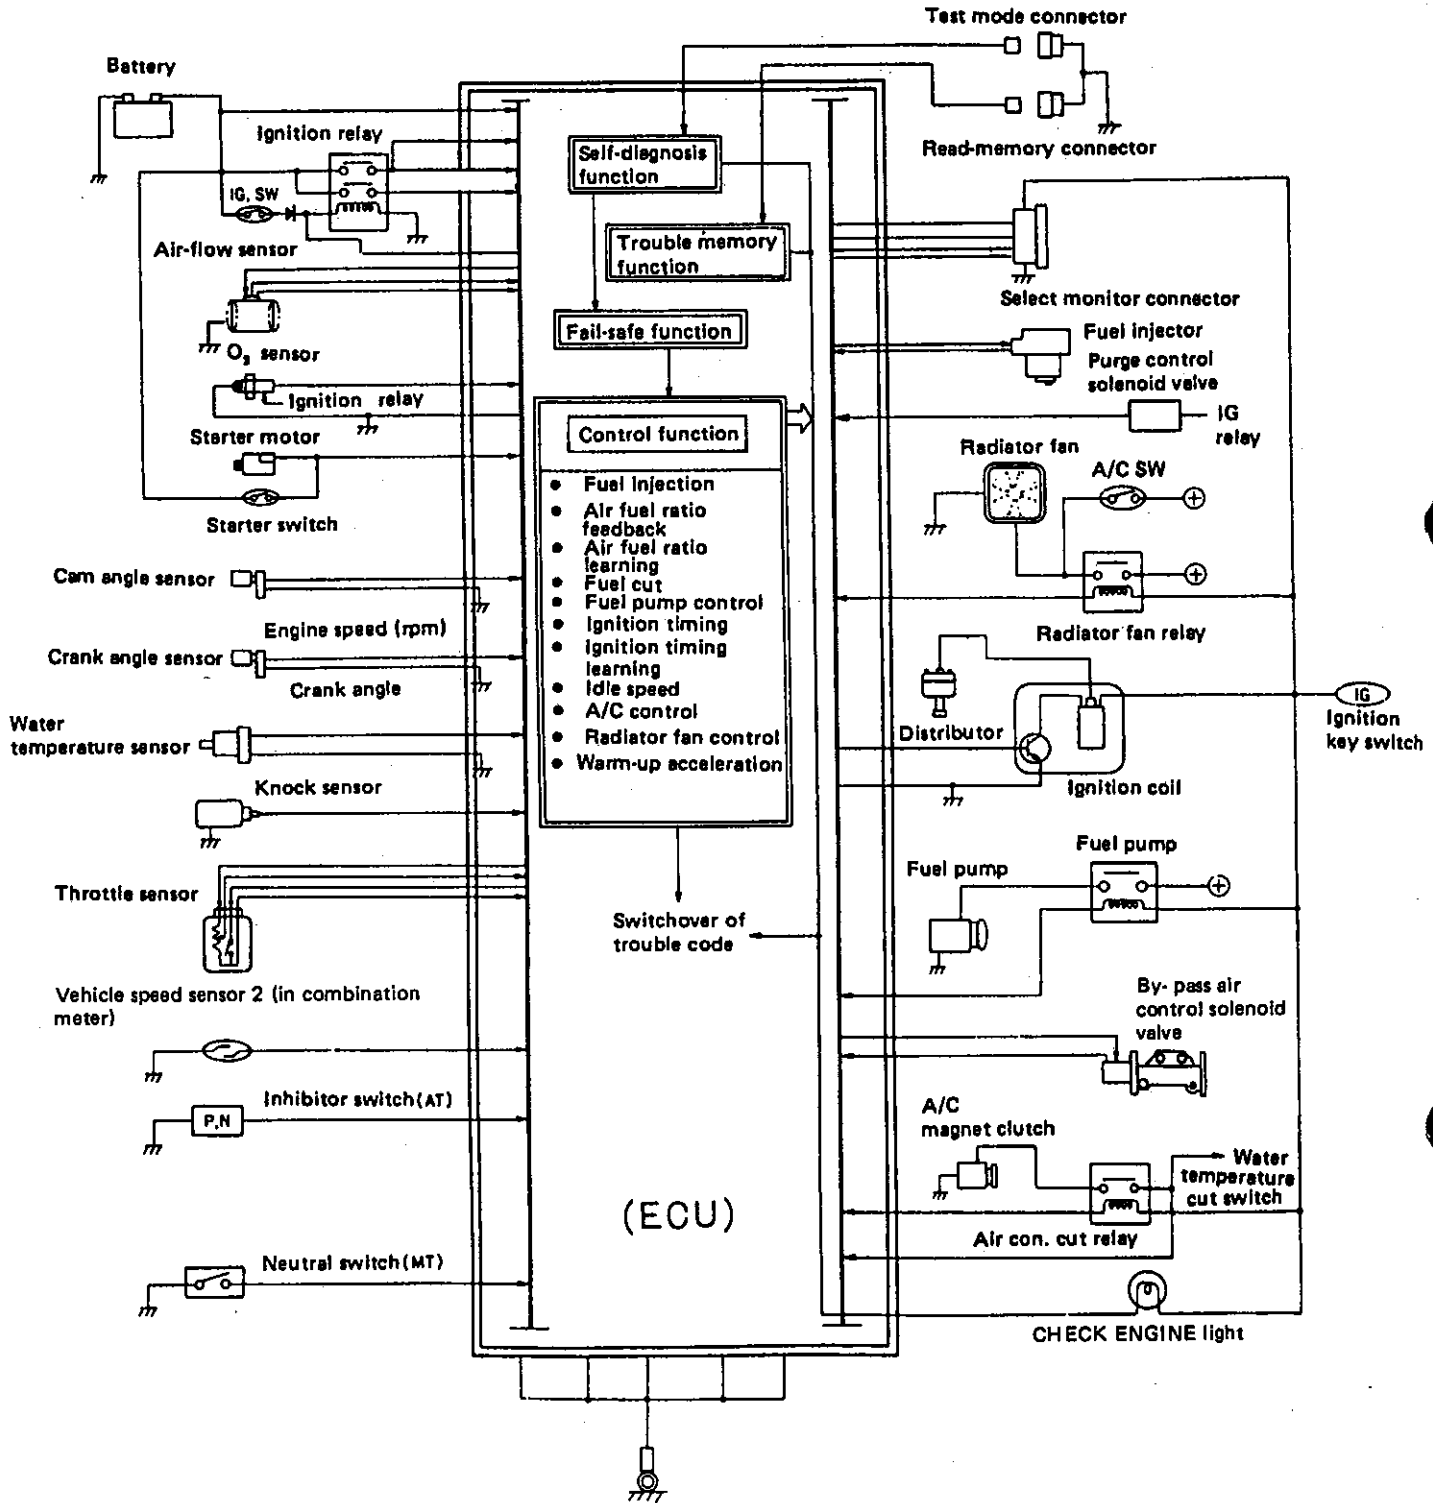 Test mode connector
Battery
Ignition relay
Self-diagnosis
function
Read-memory connector
IG, SW
Air-flow sensor
Trouble memory
function
Select monitor connector
O₂ sensor
Fail-safe function
Fuel injector
Purge control
solenoid valve
Ignition relay
IG
relay
Starter motor
Control function
Radiator fan
A/C SW
Starter switch
● Fuel injection
● Air fuel ratio
feedback
● Air fuel ratio
learning
● Fuel cut
● Fuel pump control
● Ignition timing
● Ignition timing
learning
● Idle speed
● A/C control
● Radiator fan control
● Warm-up acceleration
Cam angle sensor
Engine speed (rpm)
Crank angle sensor
Crank angle
Radiator fan relay
Water
temperature sensor
Distributor
IG
Ignition
key switch
Ignition coil
Knock sensor
Throttle sensor
Fuel pump
Fuel pump
Switchover of
trouble code
Vehicle speed sensor 2 (in combination
meter)
By- pass air
control solenoid
valve
Inhibitor switch (AT)
P,N
A/C
magnet clutch
Water
temperature
cut switch
(ECU)
Air con. cut relay
Neutral switch (MT)
CHECK ENGINE light